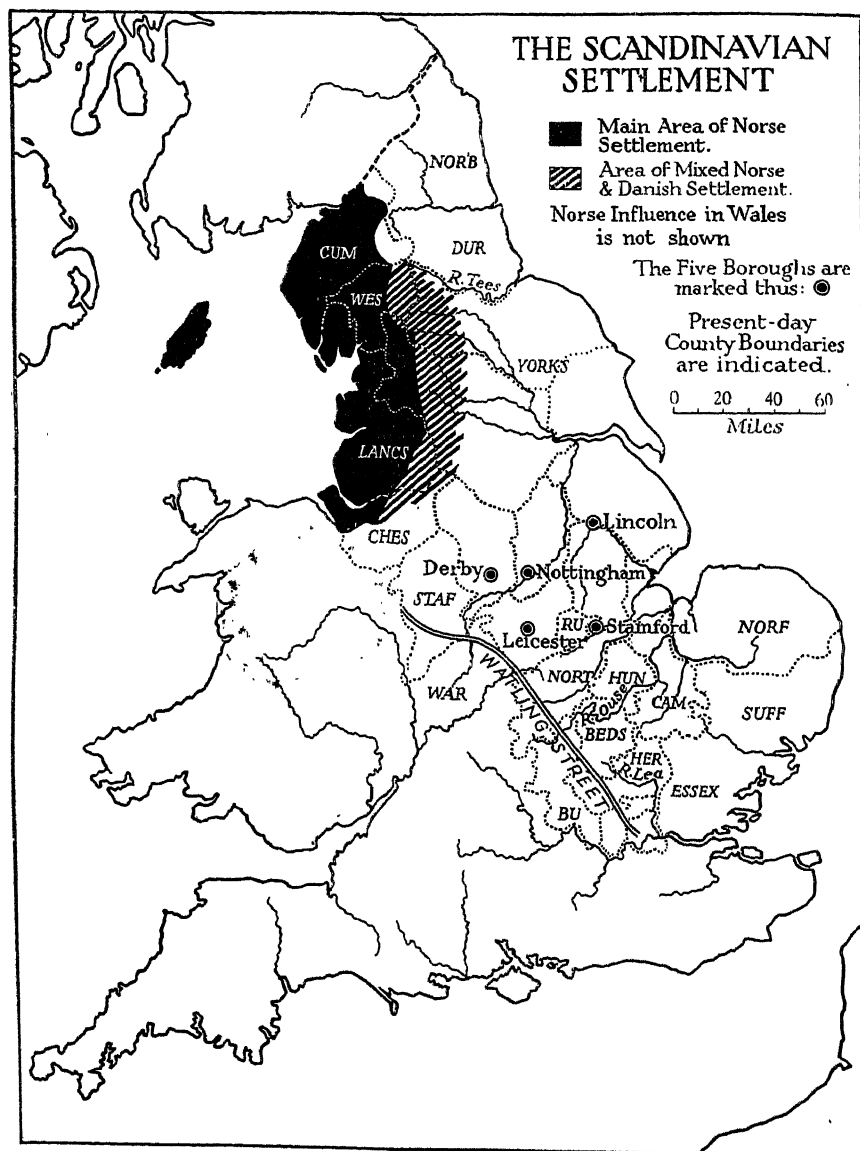 THE SCANDINAVIAN
SETTLEMENT
Main Area of Norse
Settlement.
Area of Mixed Norse
& Danish Settlement.
Norse Influence in Wales
is not shown
The Five Boroughs are
marked thus:
Present-day
County Boundaries
are indicated.
0 20 40 60
Miles
NOR'B
CUM
DUR
R. Tees
WES
YORKS
LANCS
Lincoln
CHES
Derby
Nottingham
STAF
RU
Stamford
NORF
Leicester
WAR
WATLING STREET
NORT
HUN
CAM
SUFF
R. Ouse
BEDS
HER
R. Lea
ESSEX
BU